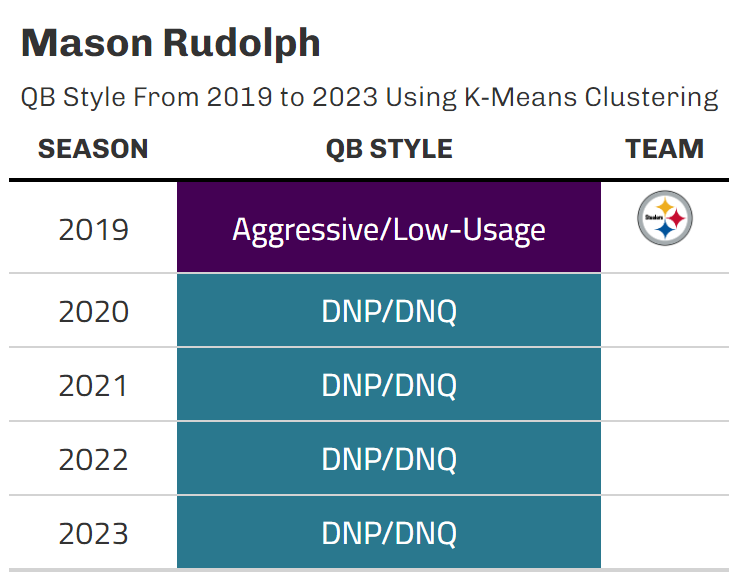 Mason Rudolph
QB Style From 2019 to 2023 Using K-Means Clustering
SEASON QB STYLE TEAM
2019 Aggressive/Low-Usage Steelers
2020 DNP/DNQ
2021 DNP/DNQ
2022 DNP/DNQ
2023 DNP/DNQ